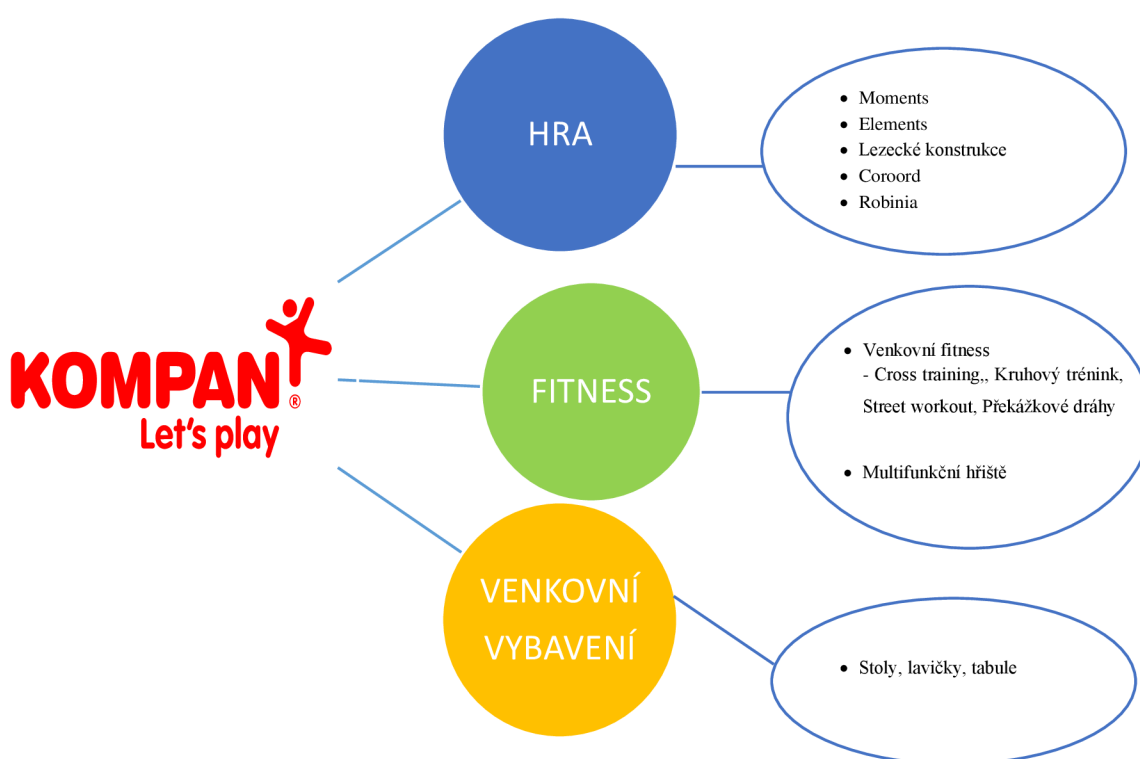 HRA
• Moments
• Elements
• Lezecké konstrukce
• Coroord
• Robinia
KOMPAN
®
Let's play
FITNESS
• Venkovní fitness
- Cross training,, Kruhový trénink,
Street workout, Překážkové dráhy
• Multifunkční hřiště
VENKOVNÍ
VYBAVENÍ
• Stoly, lavičky, tabule